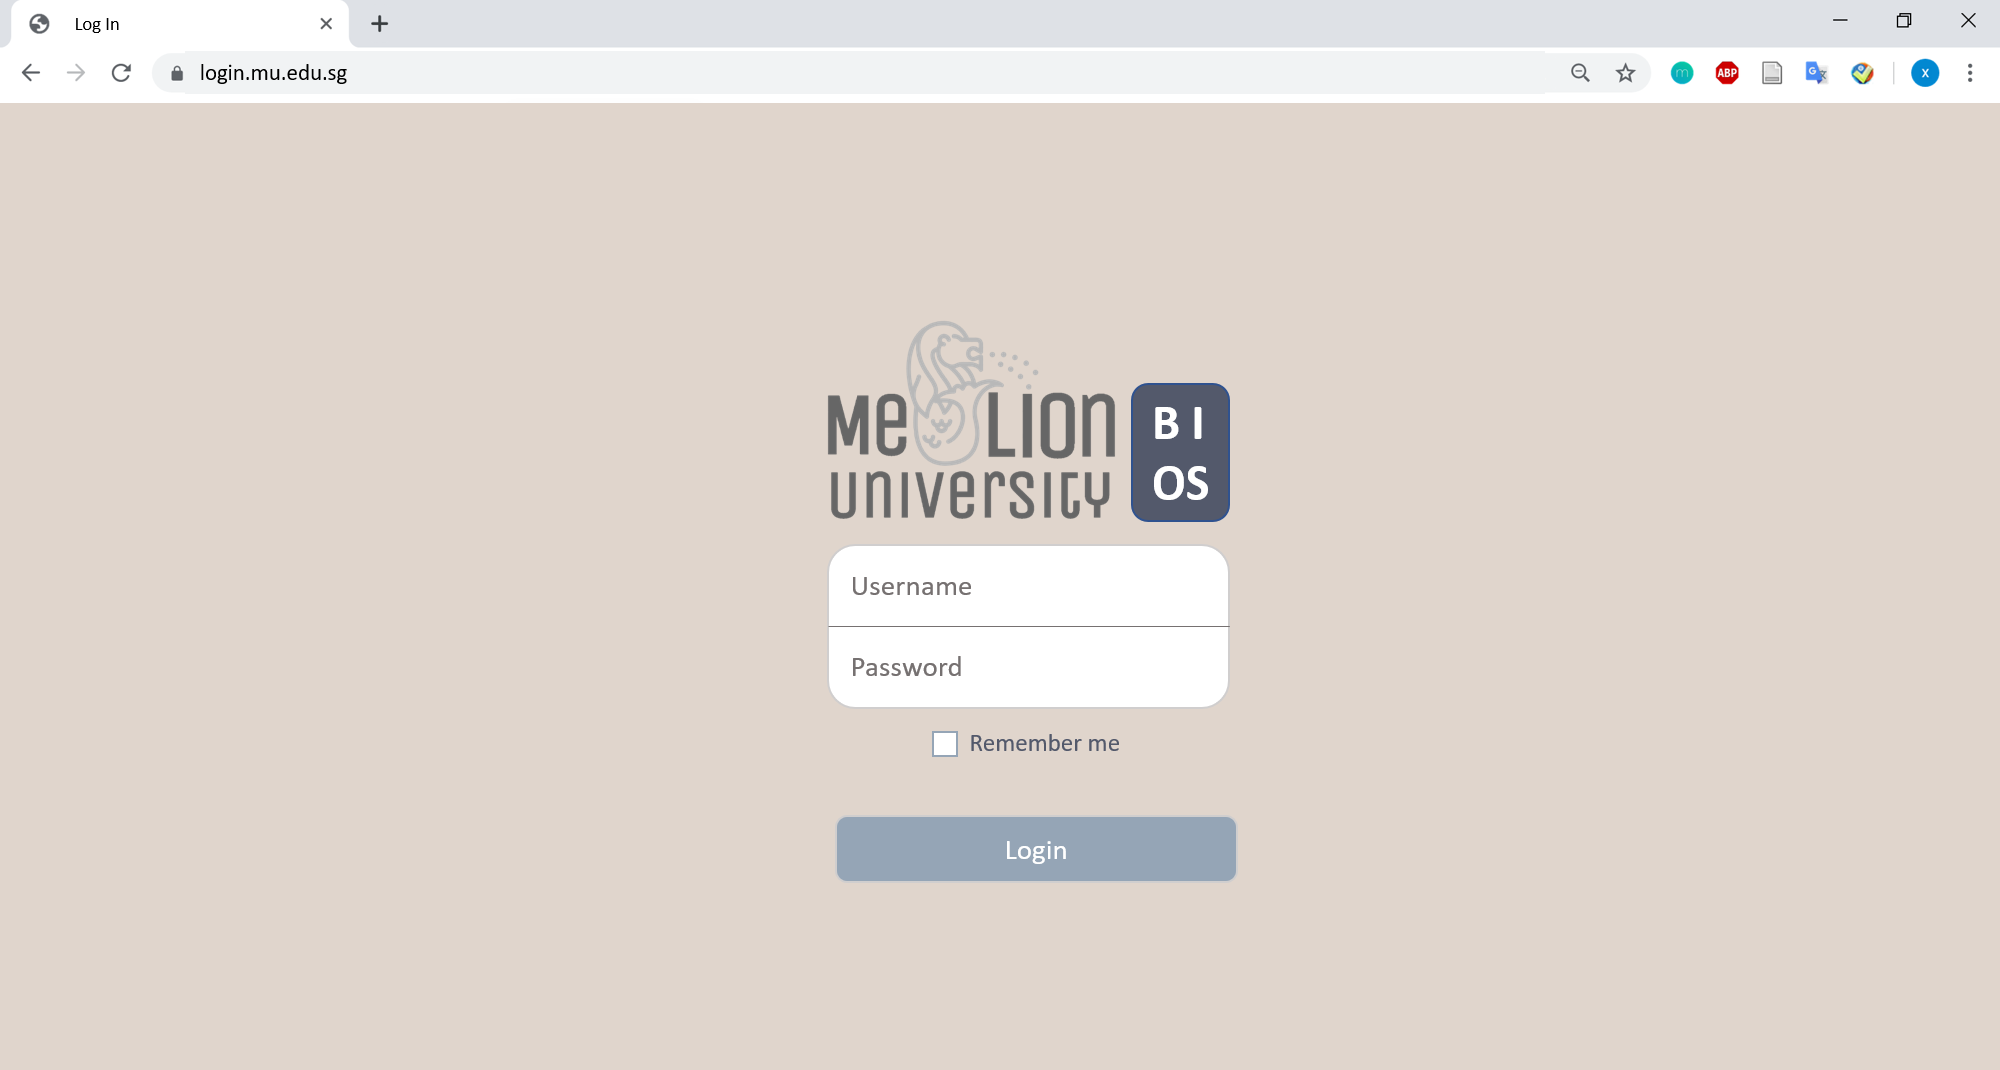 Log In
login.mu.edu.sg
m
ABP
G
X
Me LION
University
B I
OS
Username
Password
Remember me
Login